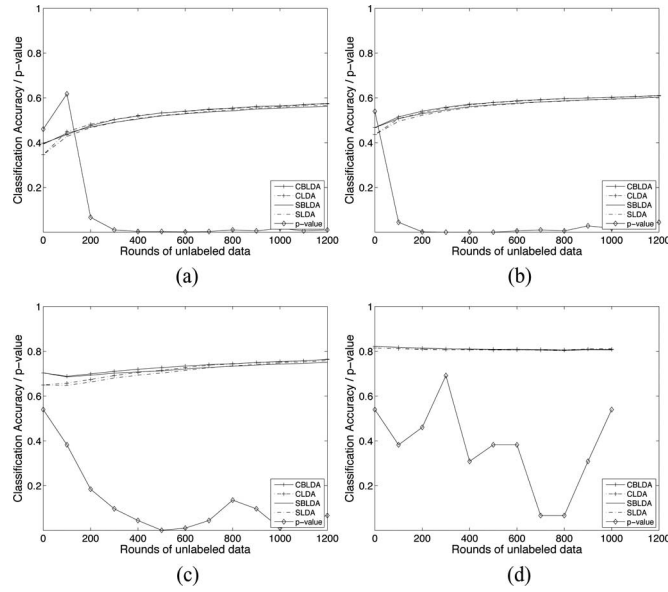 1
0.8
0.6
0.4
0.2
0 200 400 600 800 1000 1200
Classification Accuracy / p-value
Rounds of unlabeled data
CBLDA
CLDA
SBLDA
SLDA
p-value
(a)
1
0.8
0.6
0.4
0.2
0 200 400 600 800 1000 1200
Classification Accuracy / p-value
Rounds of unlabeled data
CBLDA
CLDA
SBLDA
SLDA
p-value
(b)
1
0.8
0.6
0.4
0.2
0 200 400 600 800 1000 1200
Classification Accuracy / p-value
Rounds of unlabeled data
CBLDA
CLDA
SBLDA
SLDA
p-value
(c)
1
0.8
0.6
0.4
0.2
0 200 400 600 800 1000 1200
Classification Accuracy / p-value
Rounds of unlabeled data
CBLDA
CLDA
SBLDA
SLDA
p-value
(d)